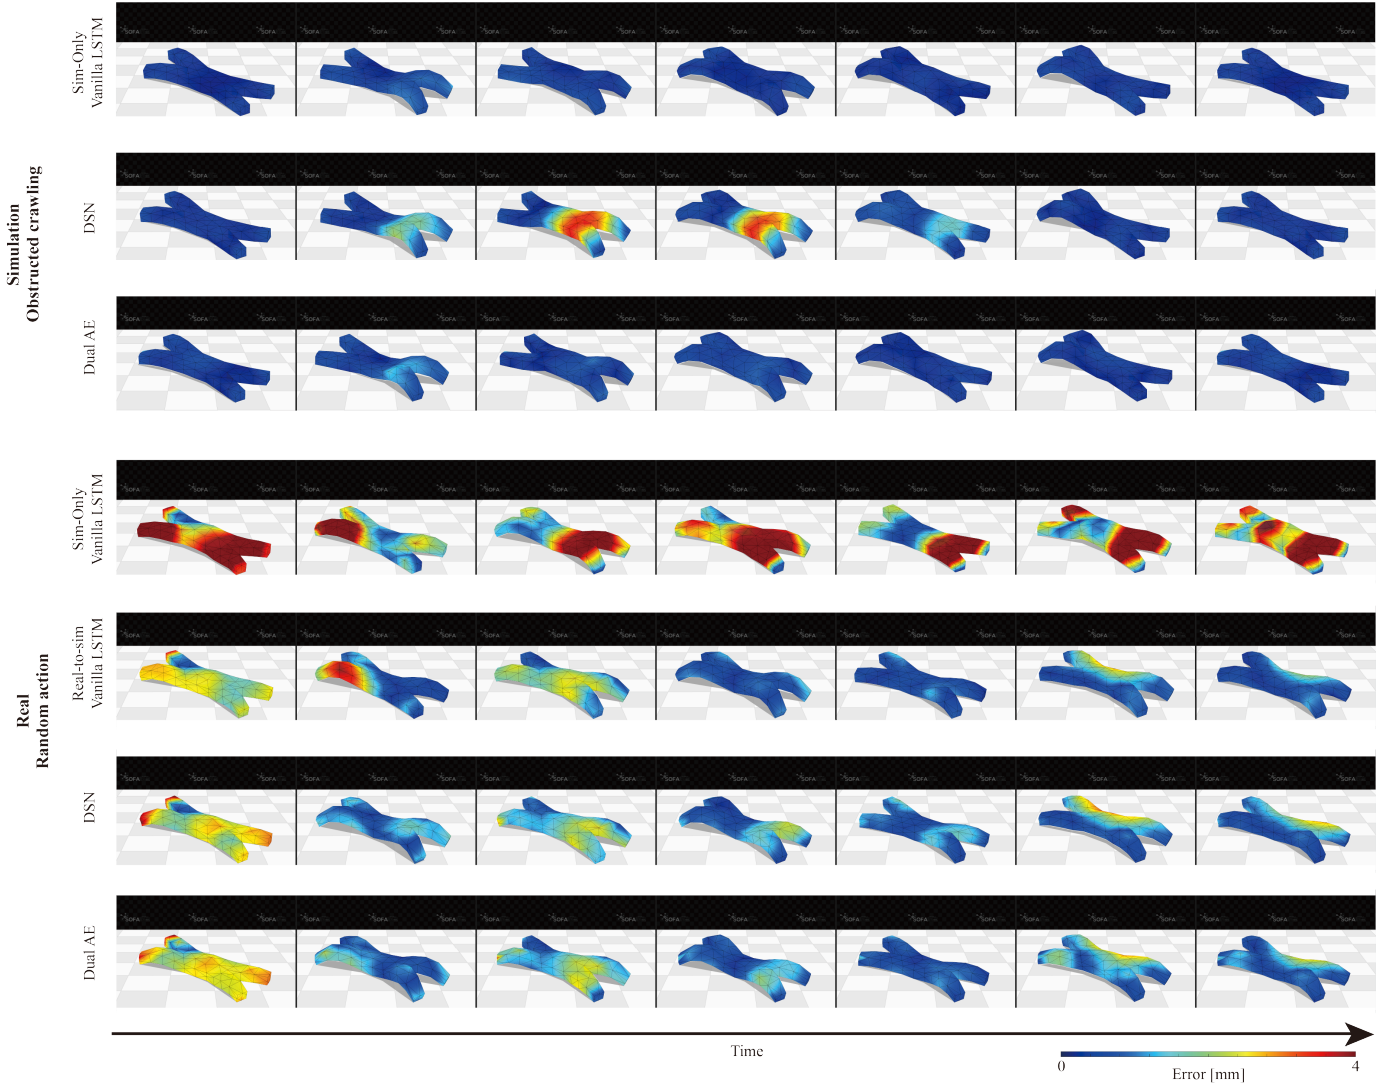 Simulation
Obstructed crawling
Sim-Only
Vanilla LSTM
DSN
Dual AE
Real
Random action
Sim-Only
Vanilla LSTM
Real-to-sim
Vanilla LSTM
DSN
Dual AE
SOFA
Time
0
4
Error [mm]